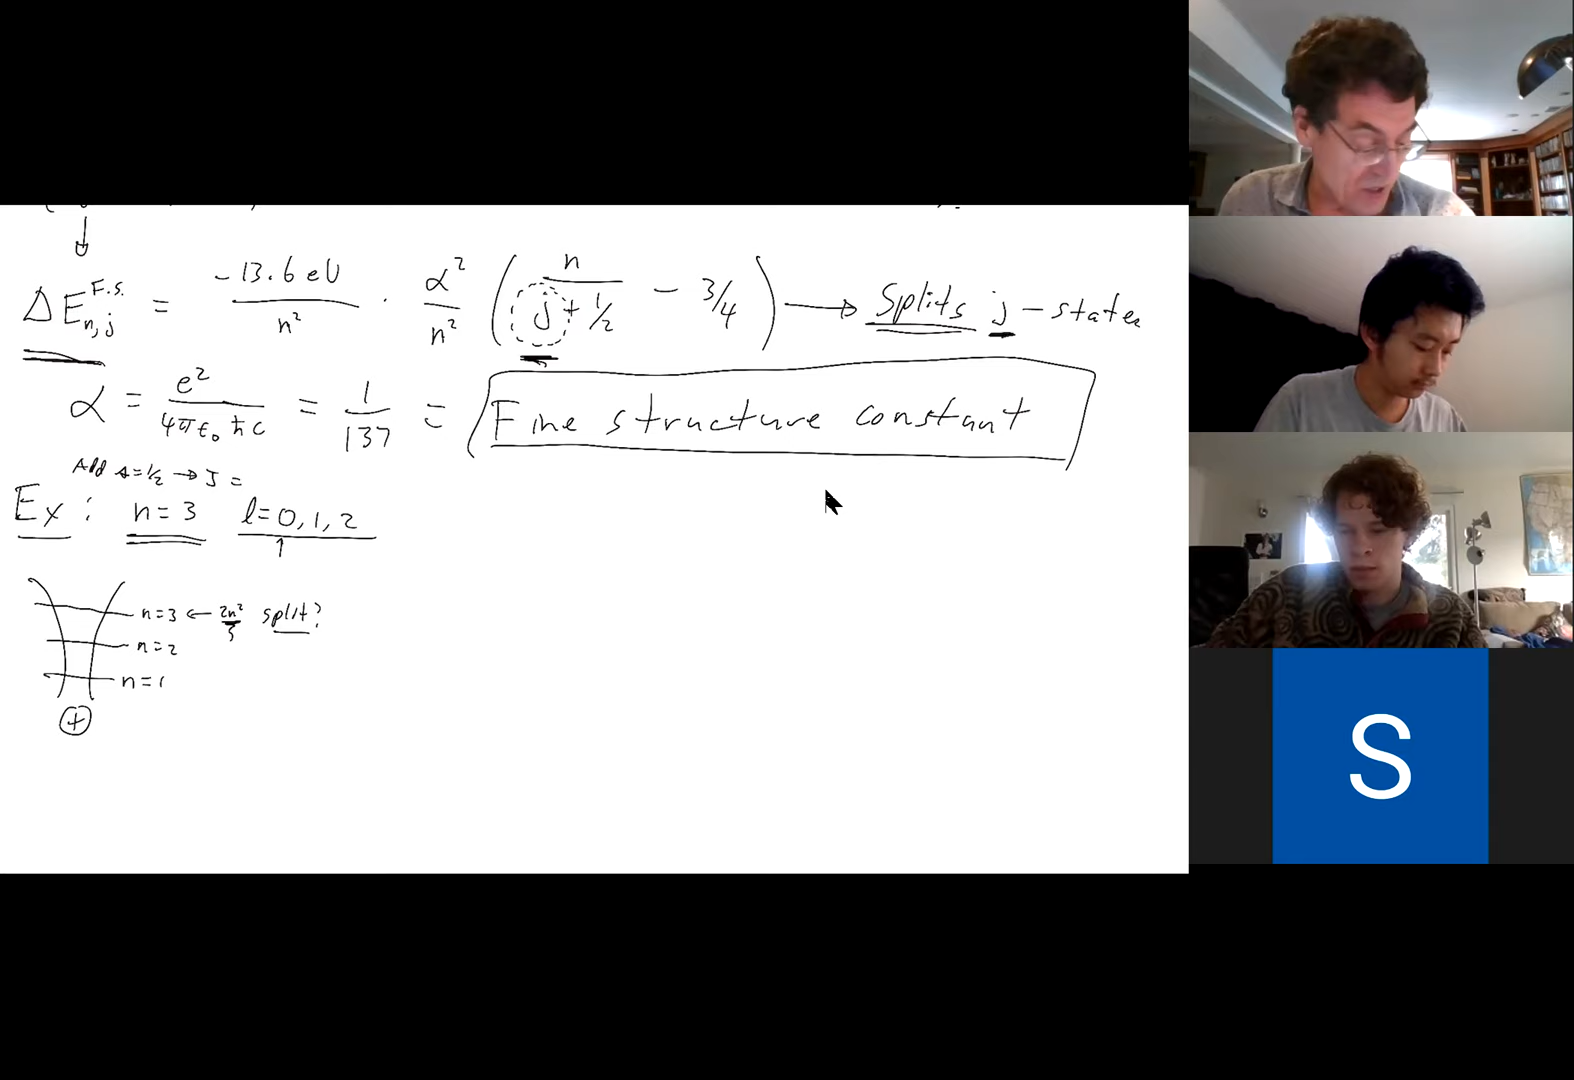 ΔE_{n,j}^{F.s.} = -13.6 eV / n² · α² / n² ( n / (j + 1/2) - 3/4 ) → Splits j-states
α = e² / 4πε₀ħc = 1 / 137 = Fine structure constant
Add s=1/2 → J =
Ex: n=3 l=0,1,2
n=3 ← 2n² split?
n=2
n=1
+
S